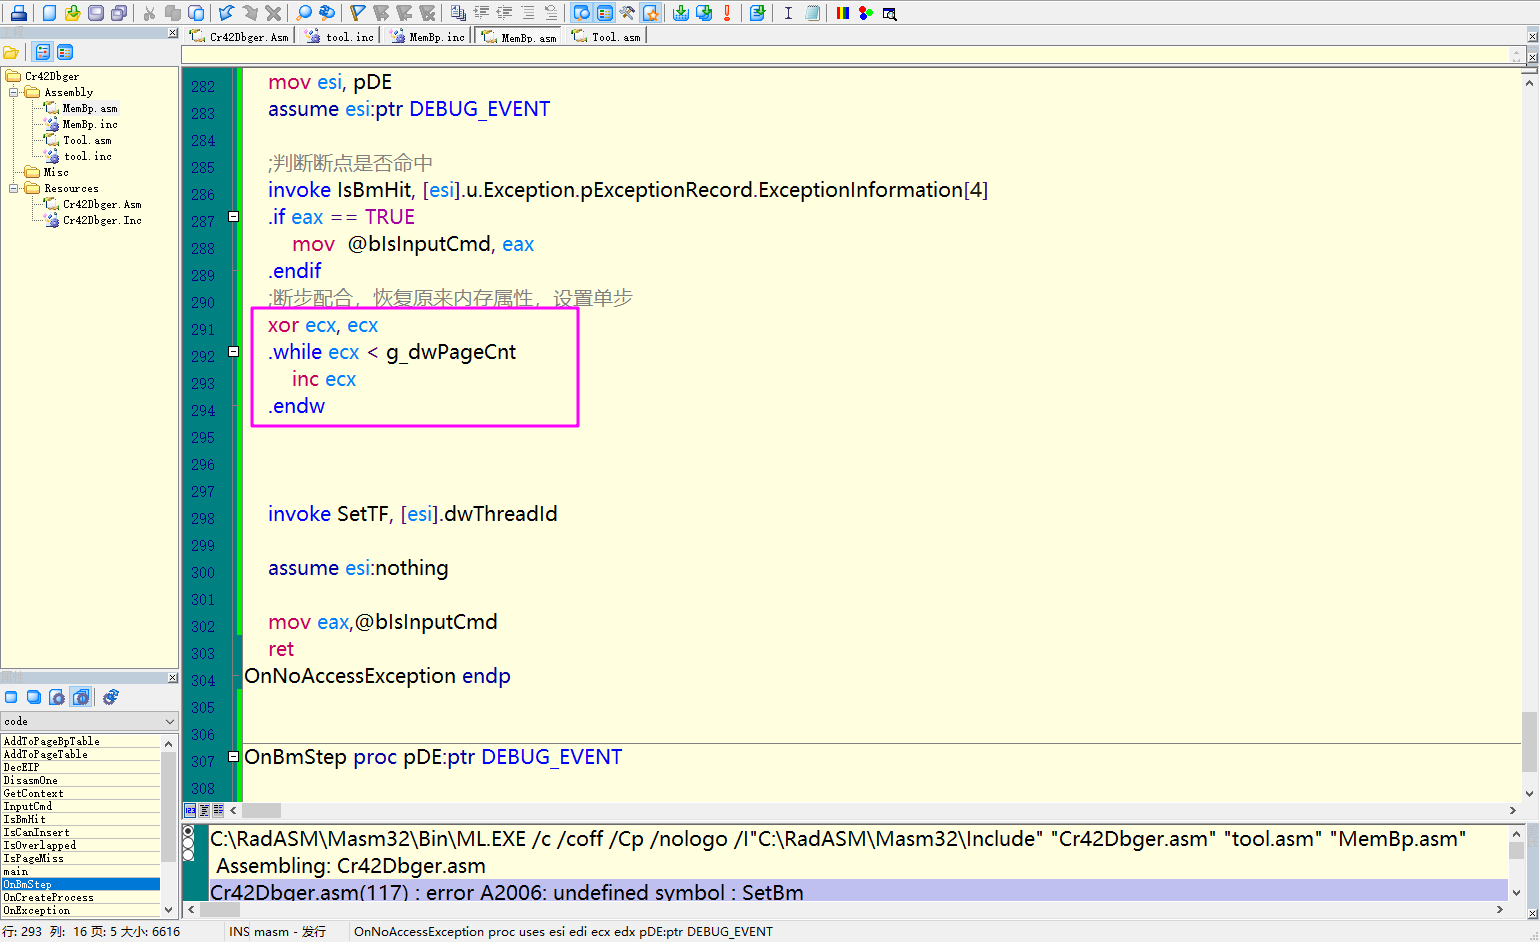 Cr42Dbger.Asm
tool.inc
MemBp.inc
MemBp.asm
Tool.asm
Cr42Dbger
Assembly
MemBp.asm
MemBp.inc
Tool.asm
tool.inc
Misc
Resources
Cr42Dbger.Asm
Cr42Dbger.Inc
282 mov esi, pDE
283 assume esi:ptr DEBUG_EVENT
284
285 ;判断断点是否命中
286 invoke IsBmHit, [esi].u.Exception.pExceptionRecord.ExceptionInformation[4]
287 .if eax == TRUE
288 mov @bIsInputCmd, eax
289 .endif
290 ;断步配合，恢复原来内存属性，设置单步
291 xor ecx, ecx
292 .while ecx < g_dwPageCnt
293 inc ecx
294 .endw
295
296
297
298 invoke SetTF, [esi].dwThreadId
299
300 assume esi:nothing
301
302 mov eax,@bIsInputCmd
303 ret
304 OnNoAccessException endp
305
306
307 OnBmStep proc pDE:ptr DEBUG_EVENT
308
code
AddToPageBpTable
AddToPageTable
DecEIP
DisasmOne
GetContext
InputCmd
IsBmHit
IsCanInsert
IsOverlapped
IsPageMiss
main
OnBmStep
OnCreateProcess
OnException
C:\RadASM\Masm32\Bin\ML.EXE /c /coff /Cp /nologo /I"C:\RadASM\Masm32\Include" "Cr42Dbger.asm" "tool.asm" "MemBp.asm"
Assembling: Cr42Dbger.asm
Cr42Dbger.asm(117) : error A2006: undefined symbol : SetBm
行: 293 列: 16 页: 5 大小: 6616 INS masm - 发行 OnNoAccessException proc uses esi edi ecx edx pDE:ptr DEBUG_EVENT